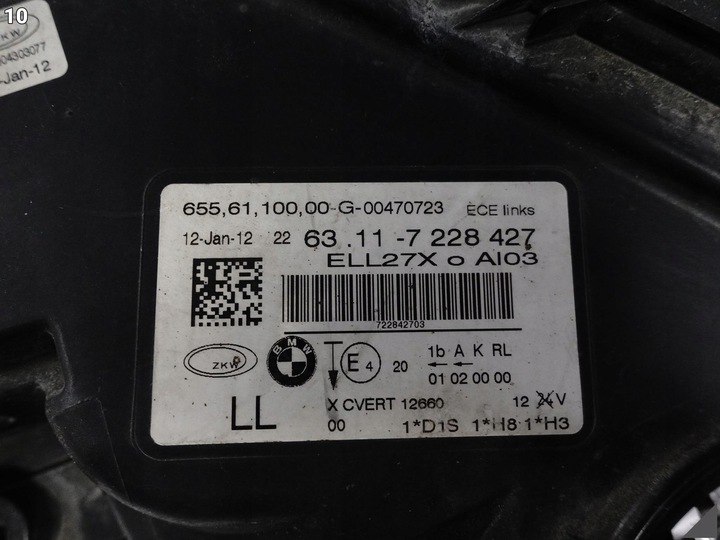 10
ZKW
04303077
-Jan-12
655,61,100,00-G-00470723 ECE links
12-Jan-12 22 63.11-7 228 427
ELL27X o AI03
722842703
ZKW R
BMW
E4 20
1b A K RL
01 02 00 00
LL
X CVERT 12660 12 24 V
00 1*D1S 1*H8 1*H3